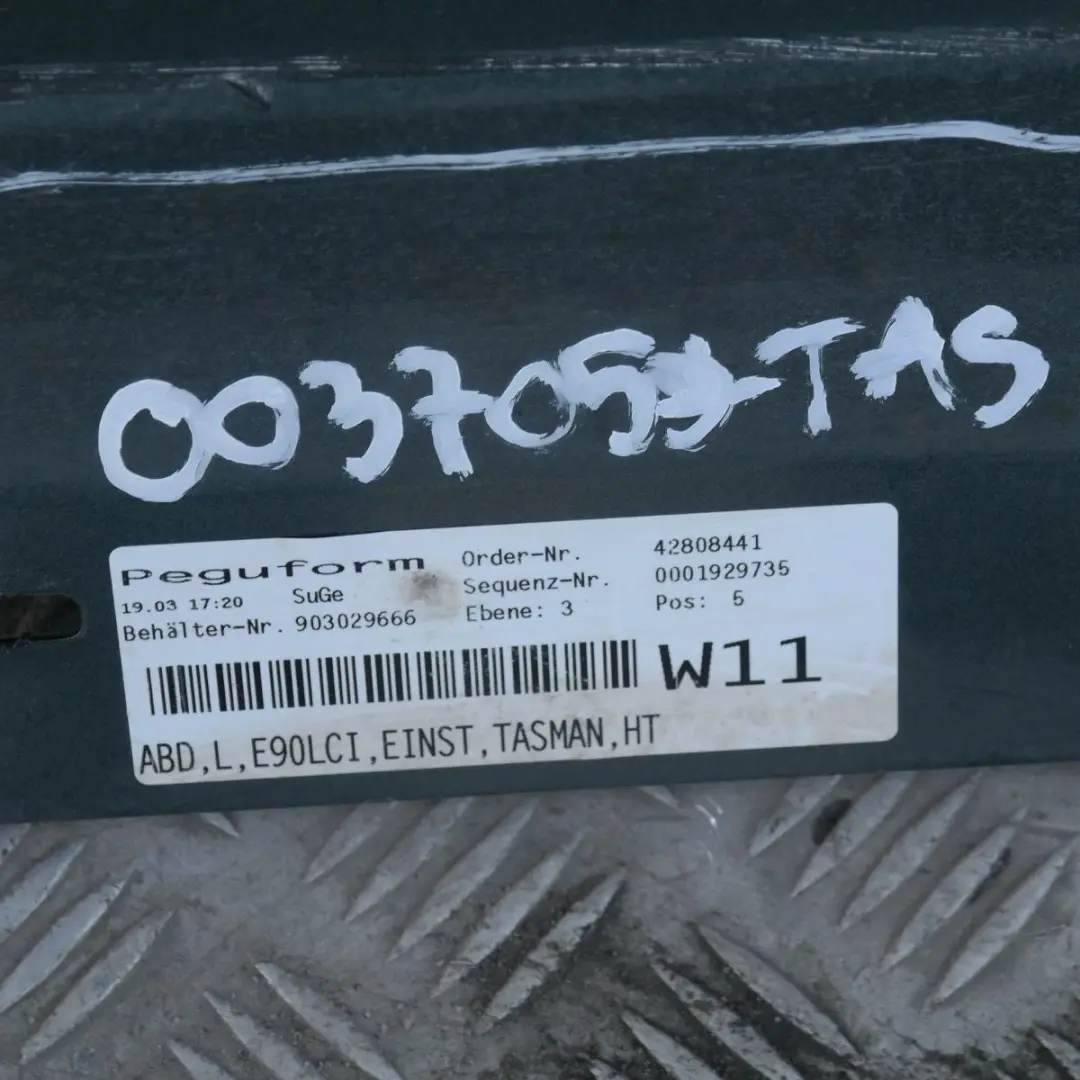 Peguform
Order-Nr. 42808441
19.03 17:20 SuGe
Sequenz-Nr. 0001929735
Behälter-Nr. 903029666
Ebene: 3 Pos: 5
W11
ABD,L,E90LCI,EINST,TASMAN,HT